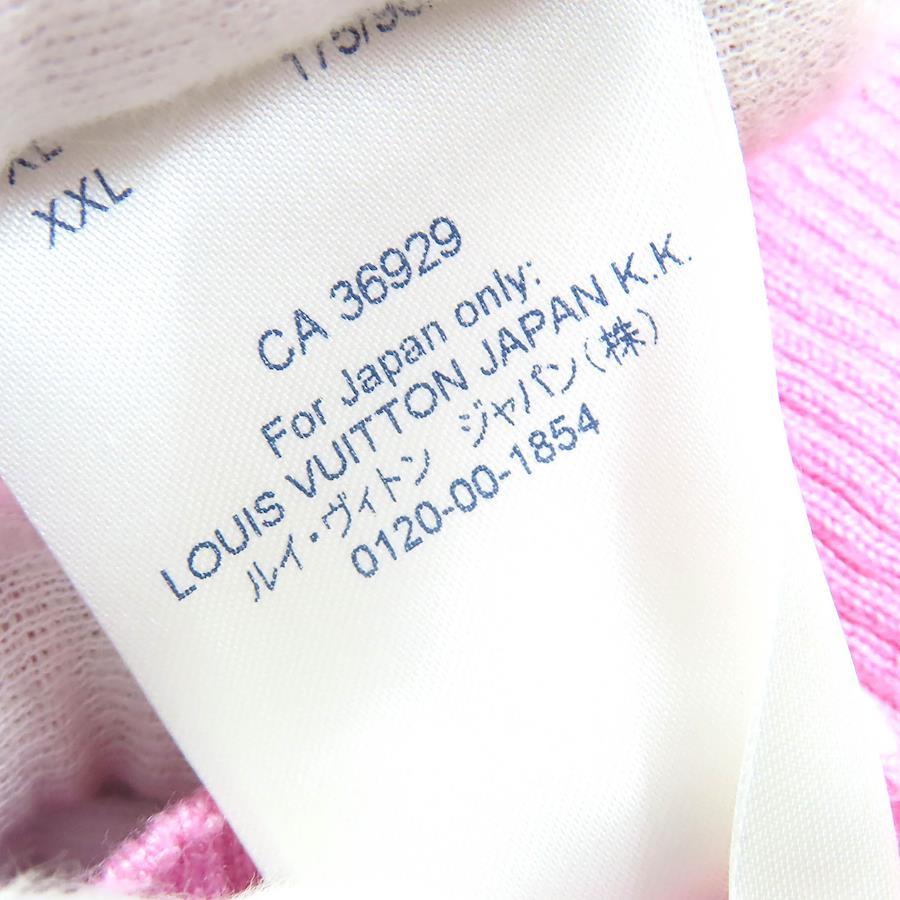 XXL
CA 36929
For Japan only:
LOUIS VUITTON JAPAN K.K.
ルイ・ヴィトン ジャパン(株)
0120-00-1854